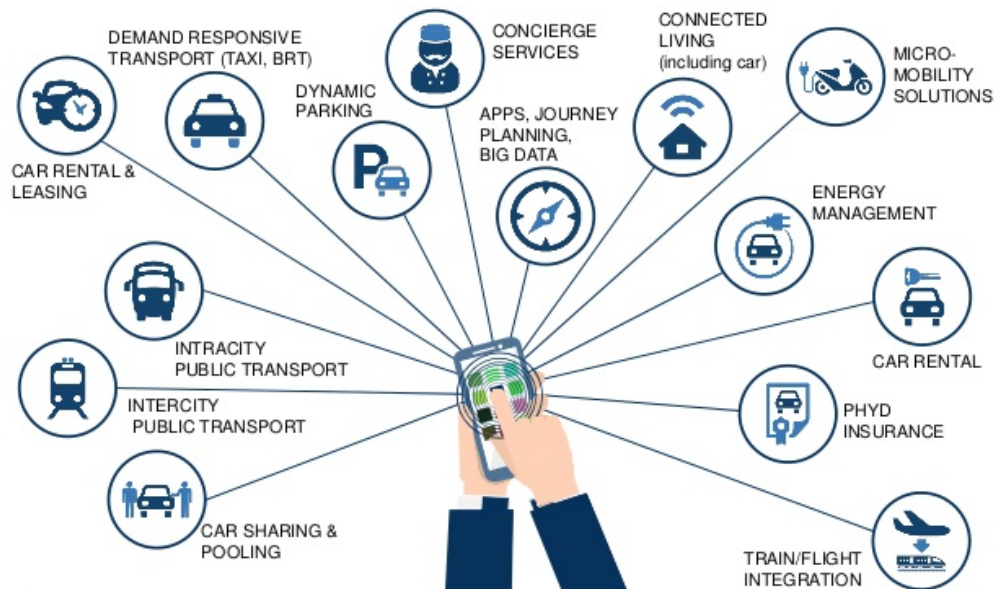 DEMAND RESPONSIVE
TRANSPORT (TAXI, BRT)
CONCIERGE
SERVICES
CONNECTED
LIVING
(including car)
MICRO-
MOBILITY
SOLUTIONS
DYNAMIC
PARKING
APPS, JOURNEY
PLANNING,
BIG DATA
CAR RENTAL &
LEASING
P
ENERGY
MANAGEMENT
INTRACITY
PUBLIC TRANSPORT
CAR RENTAL
INTERCITY
PUBLIC TRANSPORT
PHYD
INSURANCE
CAR SHARING &
POOLING
TRAIN/FLIGHT
INTEGRATION